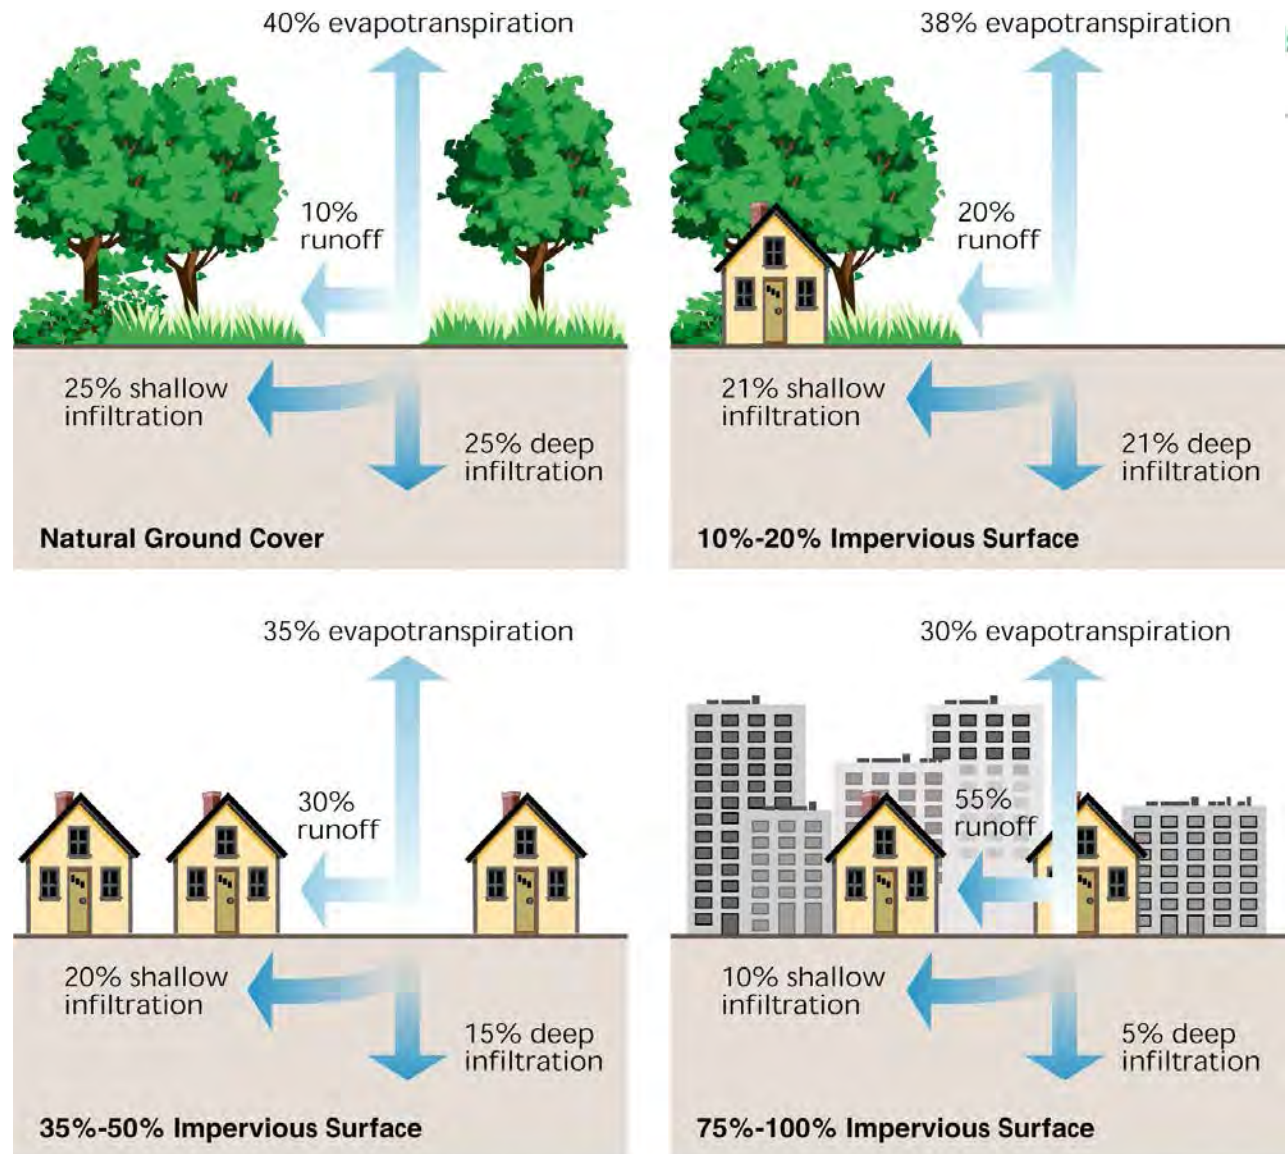 40% evapotranspiration
10%
runoff
25% shallow
infiltration
25% deep
infiltration
Natural Ground Cover
38% evapotranspiration
20%
runoff
21% shallow
infiltration
21% deep
infiltration
10%-20% Impervious Surface
35% evapotranspiration
30%
runoff
20% shallow
infiltration
15% deep
infiltration
35%-50% Impervious Surface
30% evapotranspiration
55%
runoff
10% shallow
infiltration
5% deep
infiltration
75%-100% Impervious Surface